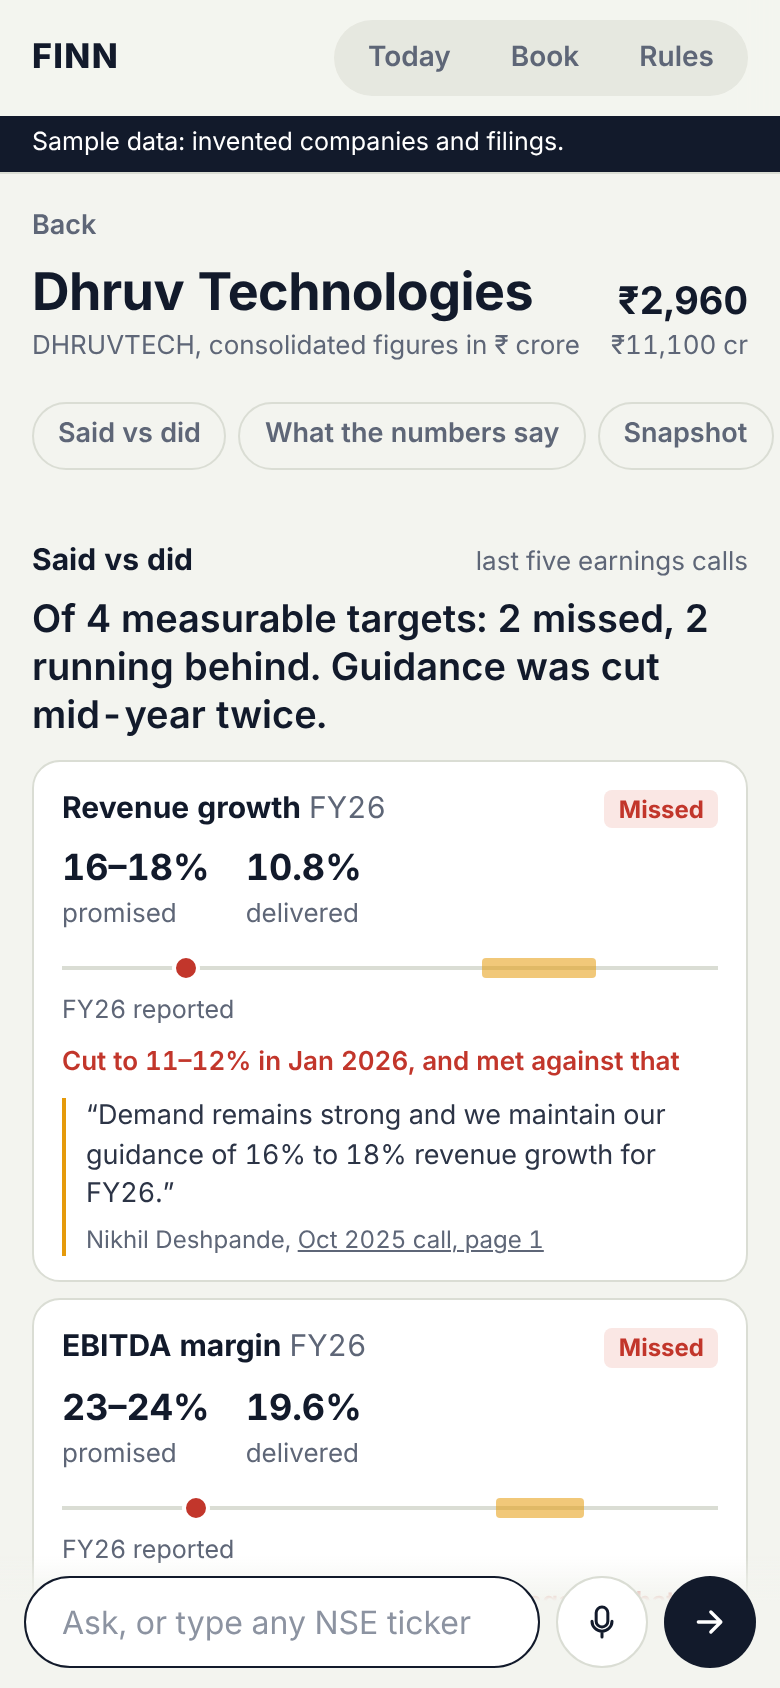 FINN
Today Book Rules
Sample data: invented companies and filings.
Back
Dhruv Technologies ₹2,960
DHRUVTECH, consolidated figures in ₹ crore ₹11,100 cr
Said vs did What the numbers say Snapshot
Said vs did last five earnings calls
Of 4 measurable targets: 2 missed, 2
running behind. Guidance was cut
mid-year twice.
Revenue growth FY26 Missed
16–18% 10.8%
promised delivered
FY26 reported
Cut to 11–12% in Jan 2026, and met against that
“Demand remains strong and we maintain our
guidance of 16% to 18% revenue growth for
FY26.”
Nikhil Deshpande, Oct 2025 call, page 1
EBITDA margin FY26 Missed
23–24% 19.6%
promised delivered
FY26 reported
Ask, or type any NSE ticker